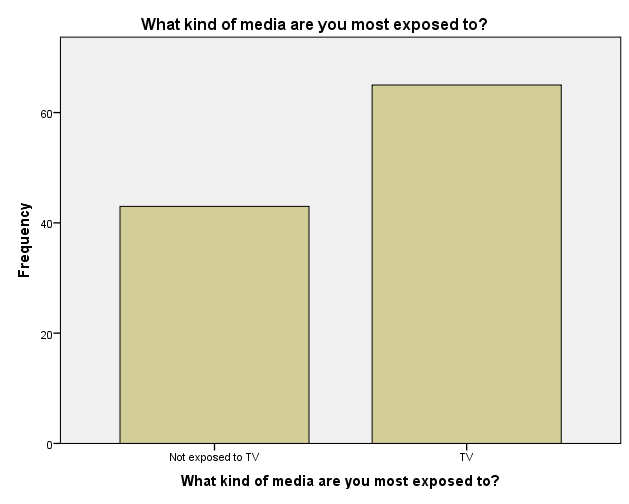 What kind of media are you most exposed to?
Frequency
60
40
20
0
Not exposed to TV
TV
What kind of media are you most exposed to?